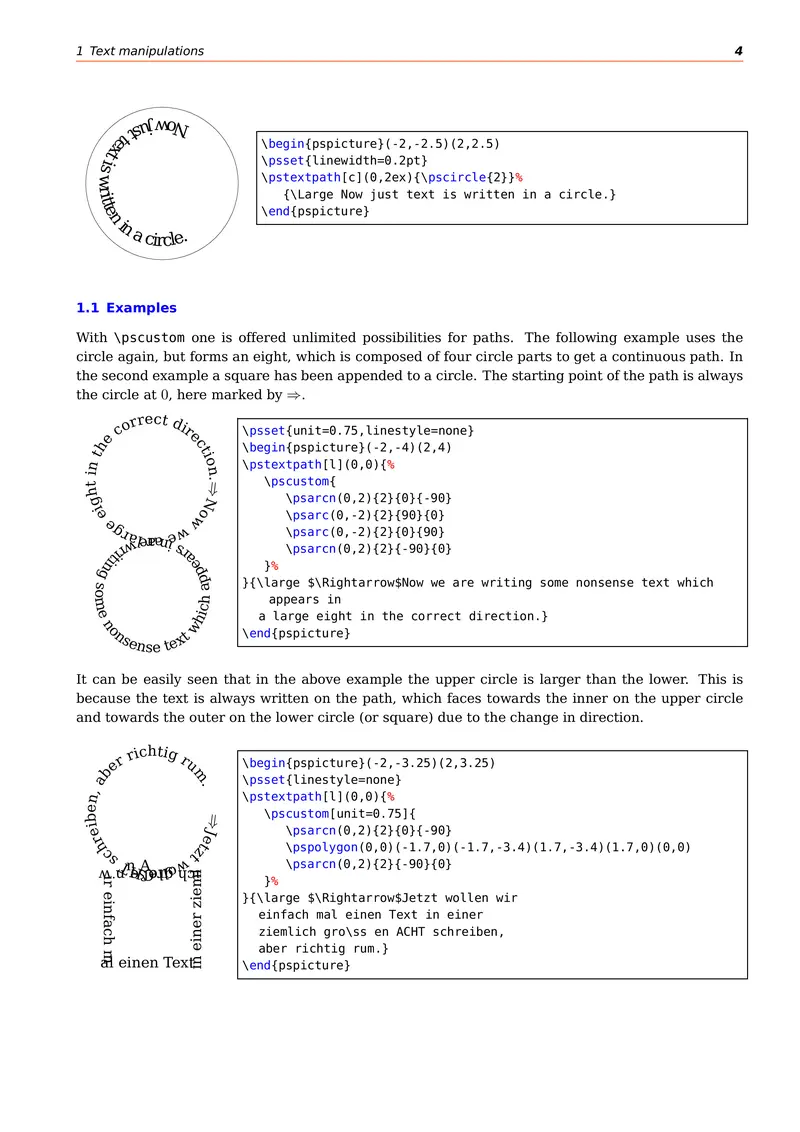 1 Text manipulations 4
Now just text is written in a circle.
\begin{pspicture}(-2,-2.5)(2,2.5)
\psset{linewidth=0.2pt}
\pstextpath[c](0,2ex){\pscircle{2}}%
{\Large Now just text is written in a circle.}
\end{pspicture}
1.1 Examples
With \pscustom one is offered unlimited possibilities for paths. The following example uses the
circle again, but forms an eight, which is composed of four circle parts to get a continuous path. In
the second example a square has been appended to a circle. The starting point of the path is always
the circle at 0, here marked by ⇒.
⇒Now we are writing some nonsense text which appears in a large eight in the correct direction.
\psset{unit=0.75,linestyle=none}
\begin{pspicture}(-2,-4)(2,4)
\pstextpath[l](0,0){%
\pscustom{
\psarcn(0,2){2}{0}{-90}
\psarc(0,-2){2}{90}{0}
\psarc(0,-2){2}{0}{90}
\psarcn(0,2){2}{-90}{0}
}%
}{\large $\Rightarrow$Now we are writing some nonsense text which
appears in
a large eight in the correct direction.}
\end{pspicture}
It can be easily seen that in the above example the upper circle is larger than the lower. This is
because the text is always written on the path, which faces towards the inner on the upper circle
and towards the outer on the lower circle (or square) due to the change in direction.
⇒Jetzt wollen wir einfach mal einen Text in einer ziemlich schreiben, aber richtig rum.
\begin{pspicture}(-2,-3.25)(2,3.25)
\psset{linestyle=none}
\pstextpath[l](0,0){%
\pscustom[unit=0.75]{
\psarcn(0,2){2}{0}{-90}
\pspolygon(0,0)(-1.7,0)(-1.7,-3.4)(1.7,-3.4)(1.7,0)(0,0)
\psarcn(0,2){2}{-90}{0}
}%
}{\large $\Rightarrow$Jetzt wollen wir
einfach mal einen Text in einer
ziemlich gro\ss en ACHT schreiben,
aber richtig rum.}
\end{pspicture}